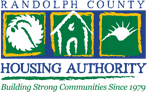 RANDOLPH COUNTY
HOUSING AUTHORITY
Building Strong Communities Since 1979